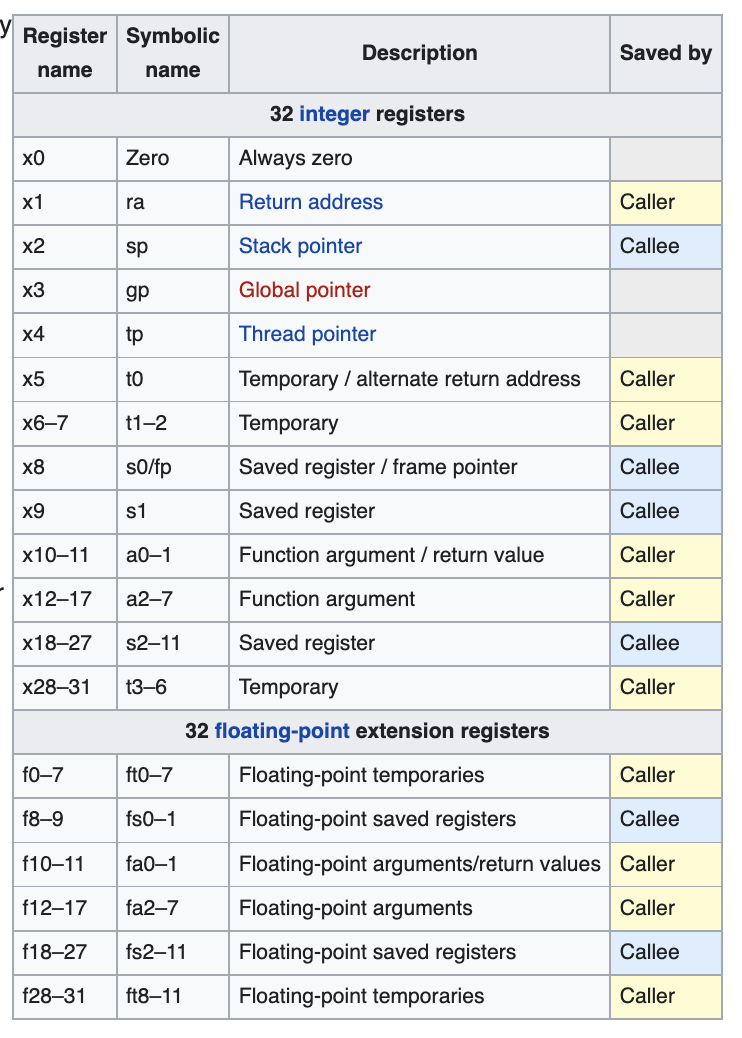 y
Register name Symbolic name Description Saved by
32 integer registers
x0 Zero Always zero
x1 ra Return address Caller
x2 sp Stack pointer Callee
x3 gp Global pointer
x4 tp Thread pointer
x5 t0 Temporary / alternate return address Caller
x6–7 t1–2 Temporary Caller
x8 s0/fp Saved register / frame pointer Callee
x9 s1 Saved register Callee
x10–11 a0–1 Function argument / return value Caller
x12–17 a2–7 Function argument Caller
x18–27 s2–11 Saved register Callee
x28–31 t3–6 Temporary Caller
32 floating-point extension registers
f0–7 ft0–7 Floating-point temporaries Caller
f8–9 fs0–1 Floating-point saved registers Callee
f10–11 fa0–1 Floating-point arguments/return values Caller
f12–17 fa2–7 Floating-point arguments Caller
f18–27 fs2–11 Floating-point saved registers Callee
f28–31 ft8–11 Floating-point temporaries Caller